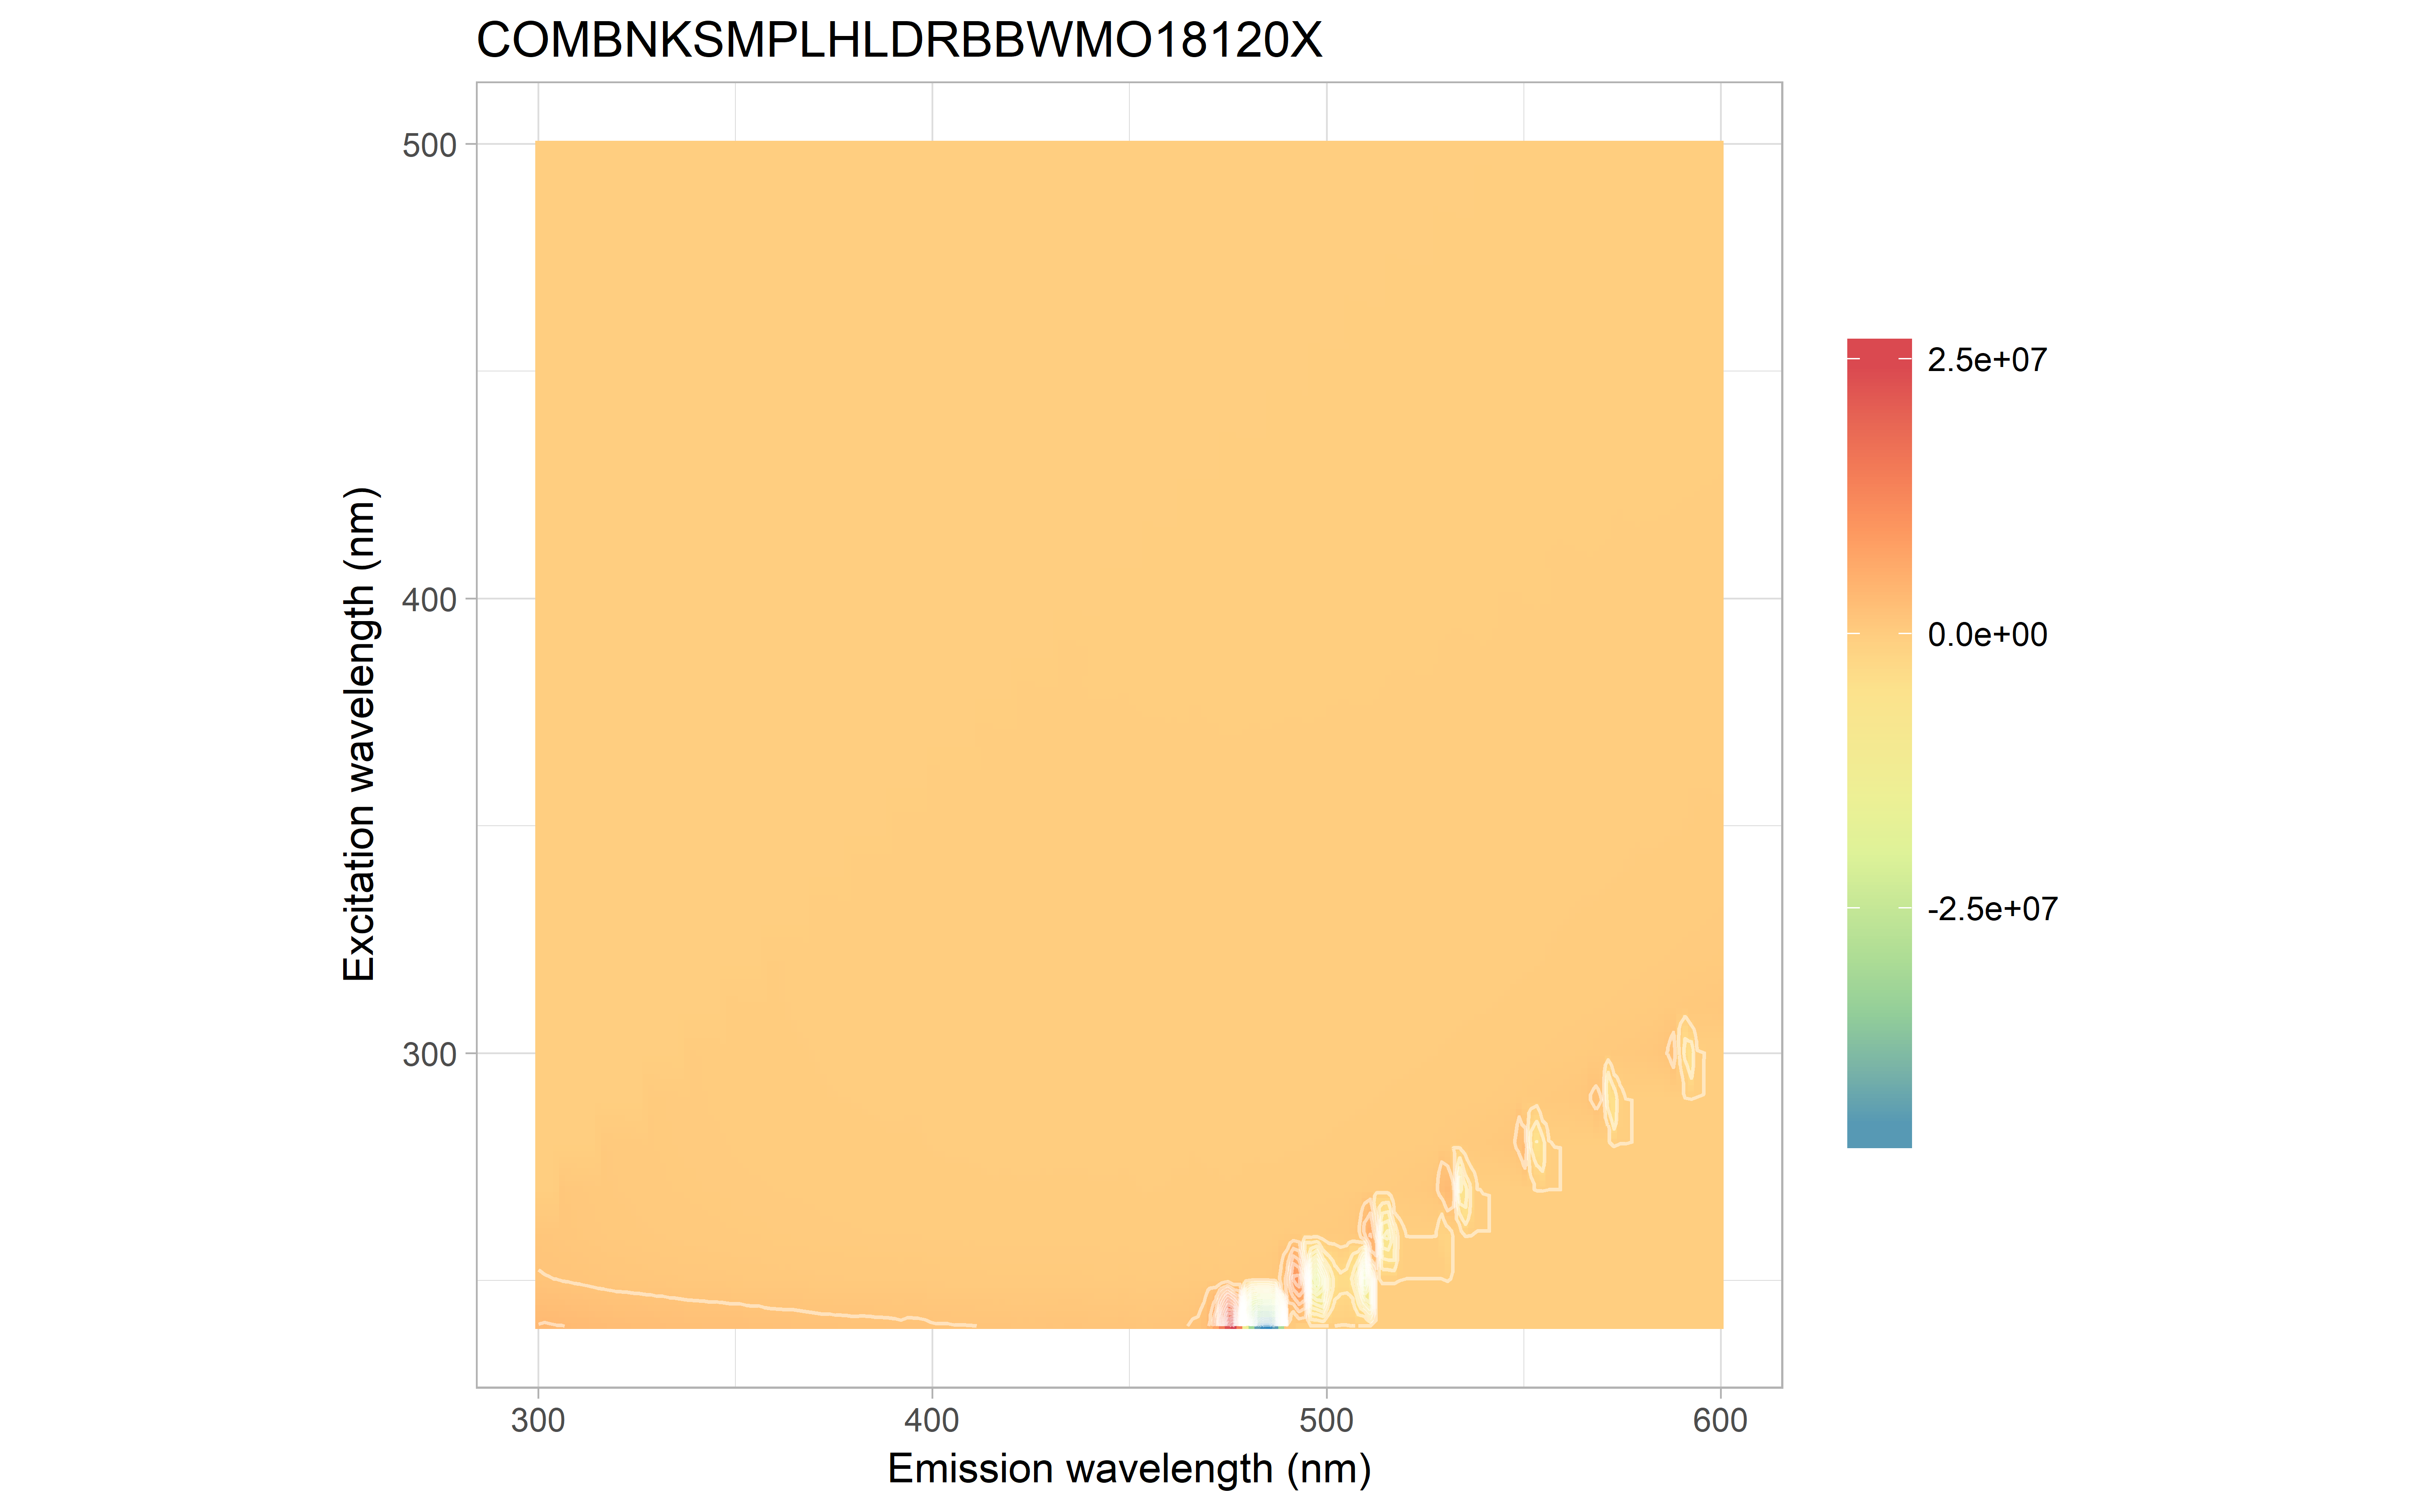 COMBNKSMPLHLDRBBWMO18120X
500
400
300
Excitation wavelength (nm)
300
400
500
600
Emission wavelength (nm)
2.5e+07
0.0e+00
-2.5e+07